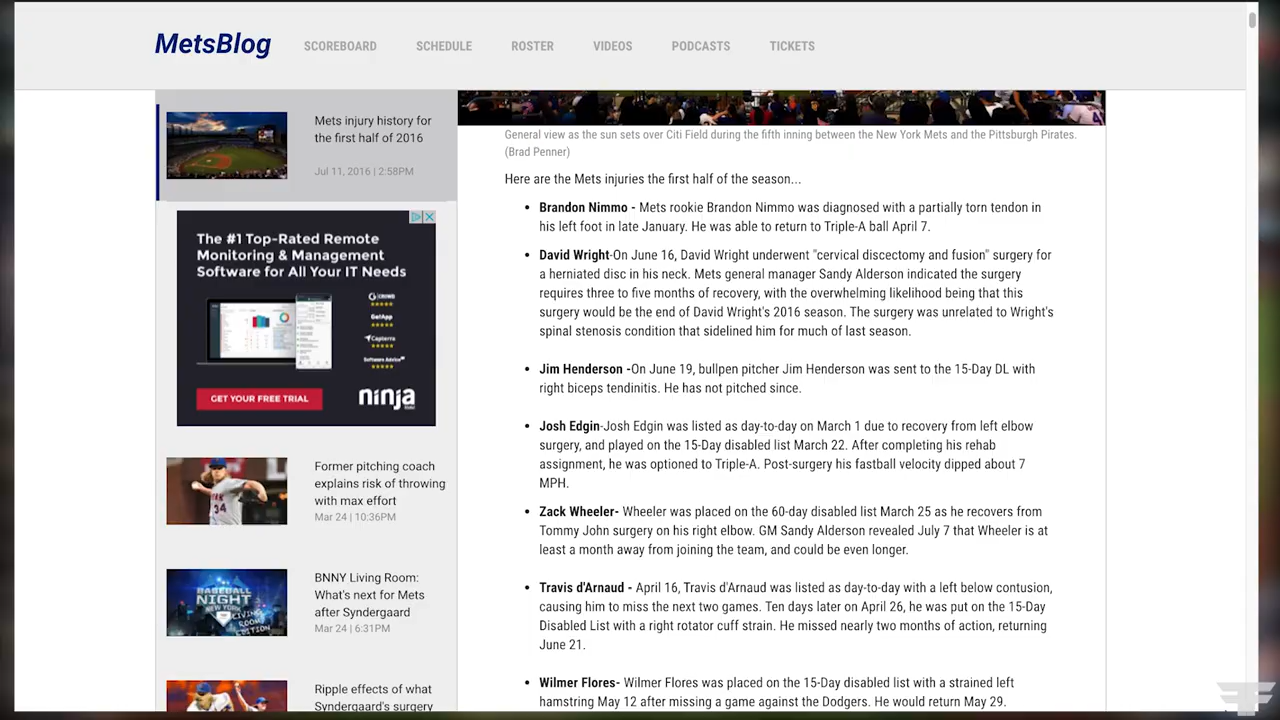 MetsBlog
SCOREBOARD
SCHEDULE
ROSTER
VIDEOS
PODCASTS
TICKETS
Mets injury history for
the first half of 2016
Jul 11, 2016 | 2:58PM
The #1 Top-Rated Remote
Monitoring & Management
Software for All Your IT Needs
GetApp
Capterra
GET YOUR FREE TRIAL
ninja
Former pitching coach
explains risk of throwing
with max effort
Mar 24 | 10:36PM
34
BNNY Living Room:
What's next for Mets
after Syndergaard
Mar 24 | 6:31PM
BASEBALL
NIGHT
NEW YORK
LIVING
ROOM
EDITION
Ripple effects of what
Syndergaard's surgery
General view as the sun sets over Citi Field during the fifth inning between the New York Mets and the Pittsburgh Pirates.
(Brad Penner)
Here are the Mets injuries the first half of the season...
• Brandon Nimmo - Mets rookie Brandon Nimmo was diagnosed with a partially torn tendon in
his left foot in late January. He was able to return to Triple-A ball April 7.
• David Wright-On June 16, David Wright underwent "cervical discectomy and fusion" surgery for
a herniated disc in his neck. Mets general manager Sandy Alderson indicated the surgery
requires three to five months of recovery, with the overwhelming likelihood being that this
surgery would be the end of David Wright's 2016 season. The surgery was unrelated to Wright's
spinal stenosis condition that sidelined him for much of last season.
• Jim Henderson -On June 19, bullpen pitcher Jim Henderson was sent to the 15-Day DL with
right biceps tendinitis. He has not pitched since.
• Josh Edgin-Josh Edgin was listed as day-to-day on March 1 due to recovery from left elbow
surgery, and played on the 15-Day disabled list March 22. After completing his rehab
assignment, he was optioned to Triple-A. Post-surgery his fastball velocity dipped about 7
MPH.
• Zack Wheeler- Wheeler was placed on the 60-day disabled list March 25 as he recovers from
Tommy John surgery on his right elbow. GM Sandy Alderson revealed July 7 that Wheeler is at
least a month away from joining the team, and could be even longer.
• Travis d'Arnaud - April 16, Travis d'Arnaud was listed as day-to-day with a left below contusion,
causing him to miss the next two games. Ten days later on April 26, he was put on the 15-Day
Disabled List with a right rotator cuff strain. He missed nearly two months of action, returning
June 21.
• Wilmer Flores- Wilmer Flores was placed on the 15-Day disabled list with a strained left
hamstring May 12 after missing a game against the Dodgers. He would return May 29.